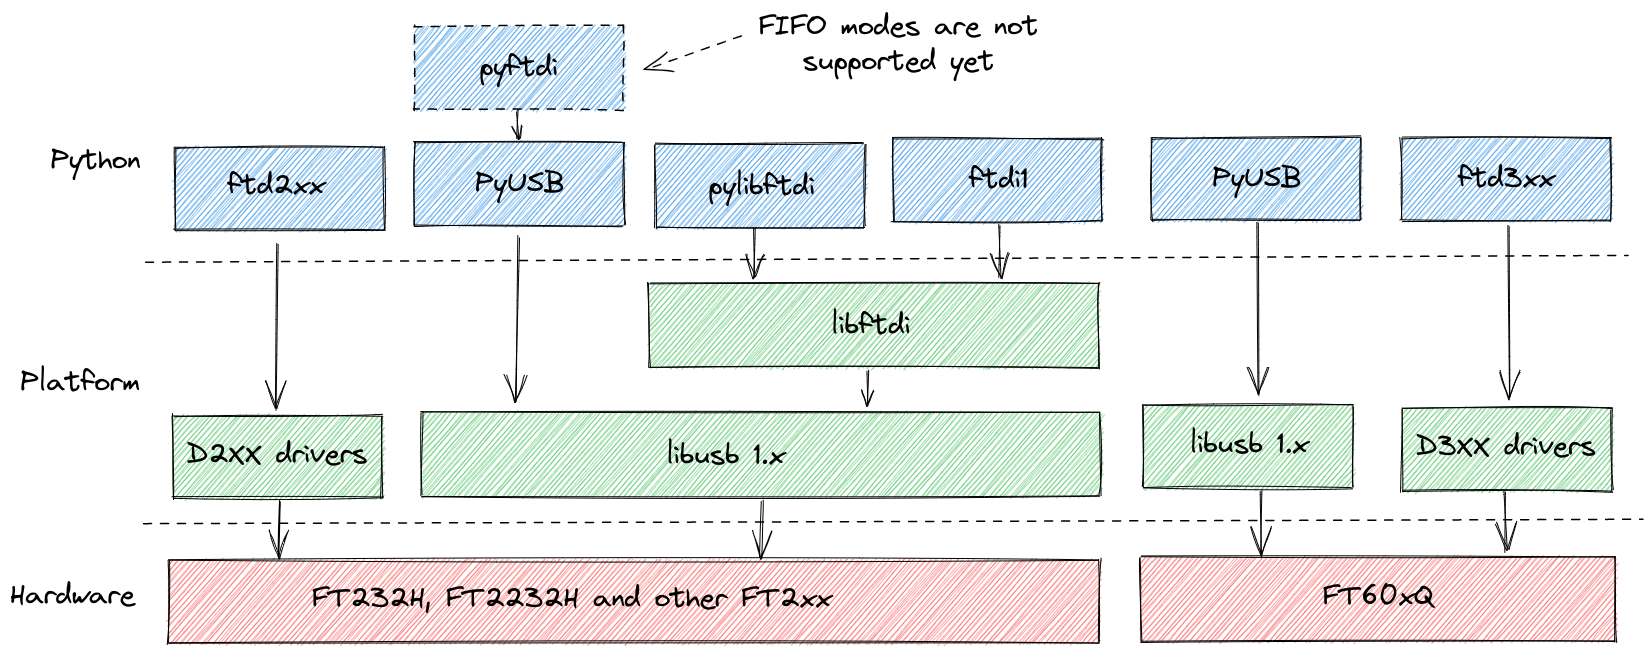 FIFO modes are not
supported yet
pyftdi
Python
ftd2xx
PyUSB
pylibftdi
ftdi1
PyUSB
ftd3xx
libftdi
Platform
D2XX drivers
libusb 1.x
libusb 1.x
D3XX drivers
Hardware
FT232H, FT2232H and other FT2xx
FT60xQ